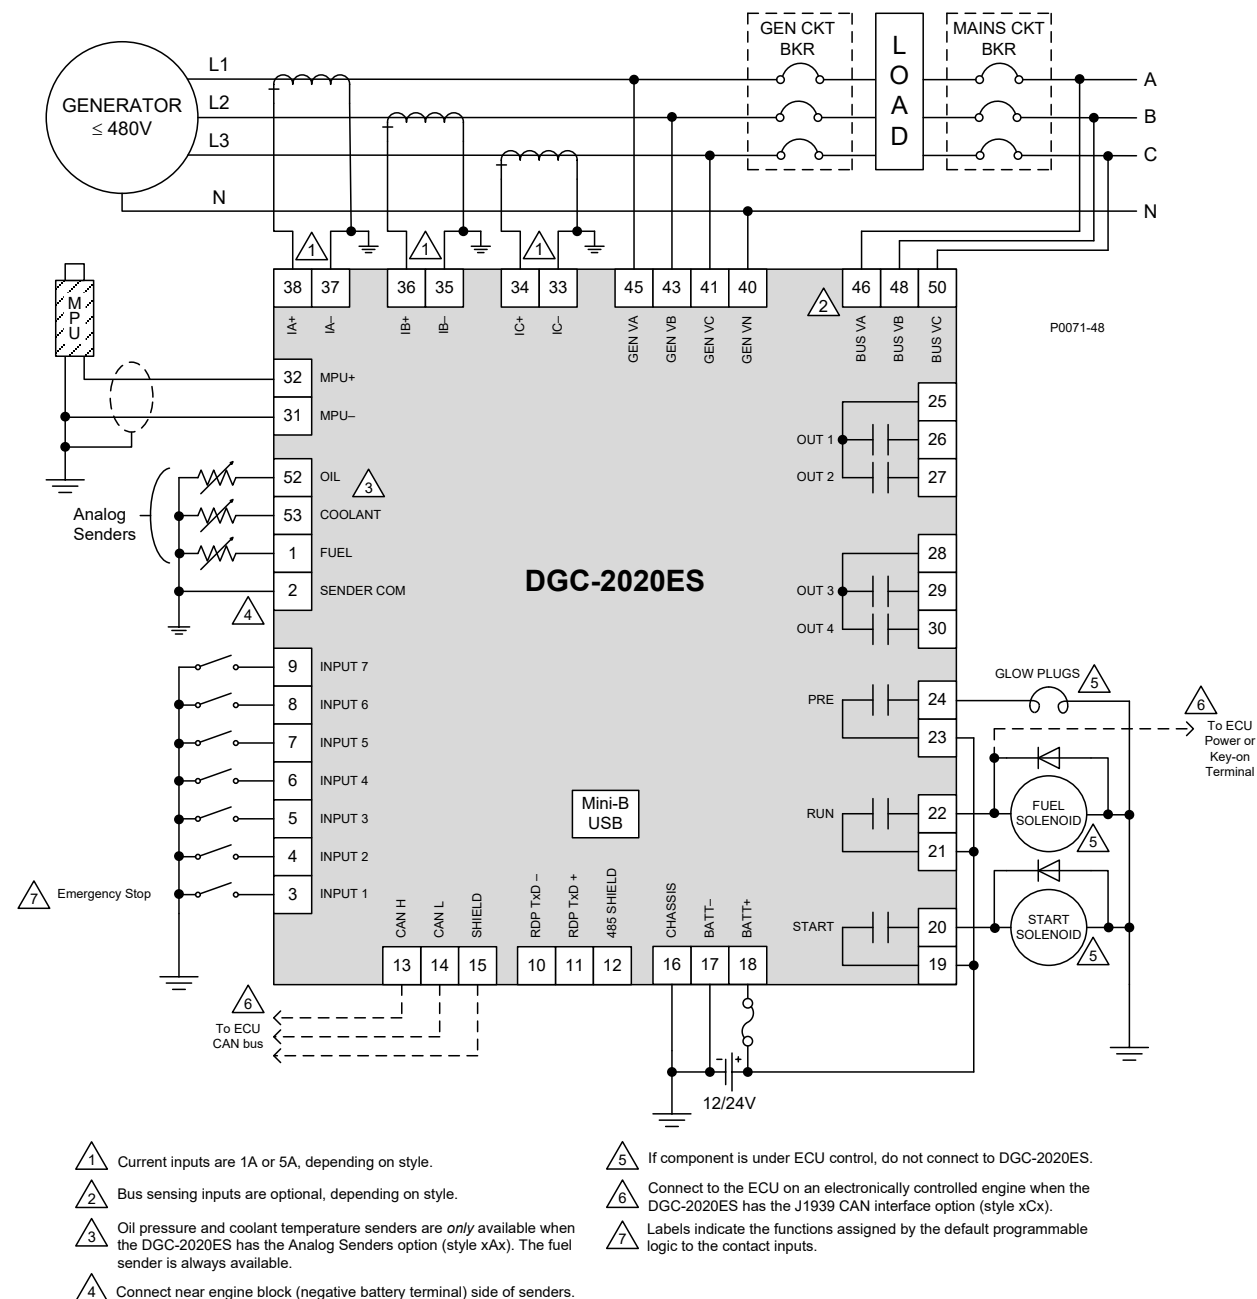 GEN CKT
BKR
LOAD
MAINS CKT
BKR
GENERATOR
≤ 480V
L1
L2
L3
N
A
B
C
N
1
1
1
2
38
37
36
35
34
33
45
43
41
40
46
48
50
IA+
IA–
IB+
IB–
IC+
IC–
GEN VA
GEN VB
GEN VC
GEN VN
BUS VA
BUS VB
BUS VC
P0071-48
MPU
32
MPU+
31
MPU–
Analog
Senders
52
OIL
3
53
COOLANT
1
FUEL
2
SENDER COM
4
9
INPUT 7
8
INPUT 6
7
INPUT 5
6
INPUT 4
5
INPUT 3
4
INPUT 2
7
Emergency Stop
3
INPUT 1
DGC-2020ES
Mini-B
USB
25
OUT 1
26
OUT 2
27
28
OUT 3
29
OUT 4
30
PRE
24
23
RUN
22
21
START
20
19
GLOW PLUGS
5
6
To ECU
Power or
Key-on
Terminal
FUEL
SOLENOID
5
START
SOLENOID
5
CAN H
CAN L
SHIELD
RDP TxD –
RDP TxD +
485 SHIELD
CHASSIS
BATT–
BATT+
13
14
15
10
11
12
16
17
18
6
To ECU
CAN bus
-
+
12/24V
1
Current inputs are 1A or 5A, depending on style.
2
Bus sensing inputs are optional, depending on style.
3
Oil pressure and coolant temperature senders are only available when
the DGC-2020ES has the Analog Senders option (style xAx). The fuel
sender is always available.
4
Connect near engine block (negative battery terminal) side of senders.
5
If component is under ECU control, do not connect to DGC-2020ES.
6
Connect to the ECU on an electronically controlled engine when the
DGC-2020ES has the J1939 CAN interface option (style xCx).
7
Labels indicate the functions assigned by the default programmable
logic to the contact inputs.